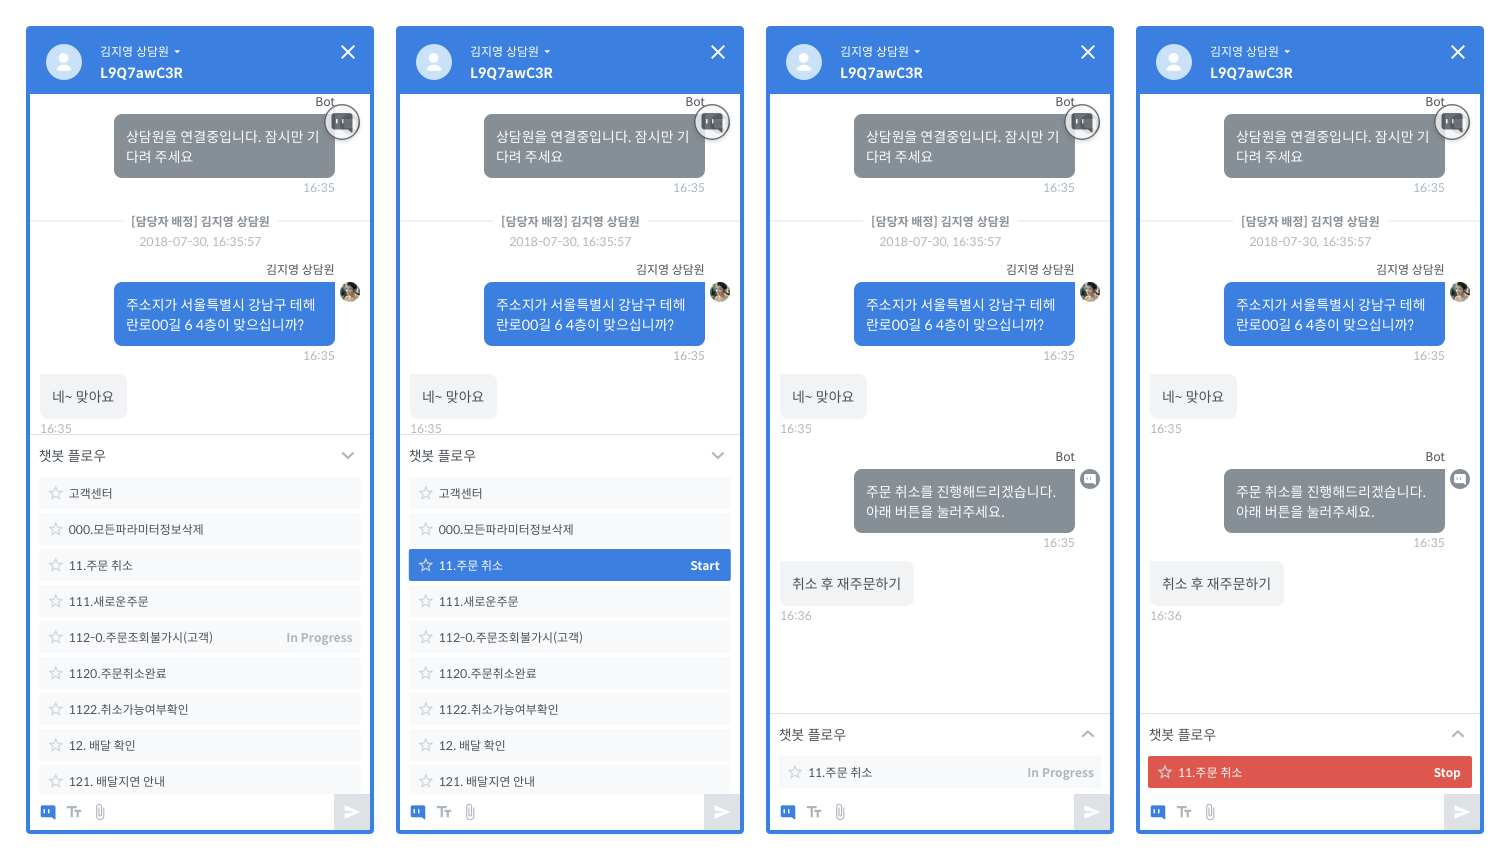 김지영 상담원
L9Q7awC3R
Bot
상담원을 연결중입니다. 잠시만 기
다려 주세요
16:35
[담당자 배정] 김지영 상담원
2018-07-30, 16:35:57
김지영 상담원
주소지가 서울특별시 강남구 테헤
란로00길 6 4층이 맞으십니까?
16:35
네~ 맞아요
16:35
챗봇 플로우
고객센터
000.모든파라미터정보삭제
11.주문 취소
111.새로운주문
112-0.주문조회불가시(고객) In Progress
1120.주문취소완료
1122.취소가능여부확인
12. 배달 확인
121. 배달지연 안내
Tт
김지영 상담원
L9Q7awC3R
Bot
상담원을 연결중입니다. 잠시만 기
다려 주세요
16:35
[담당자 배정] 김지영 상담원
2018-07-30, 16:35:57
김지영 상담원
주소지가 서울특별시 강남구 테헤
란로00길 6 4층이 맞으십니까?
16:35
네~ 맞아요
16:35
챗봇 플로우
고객센터
000.모든파라미터정보삭제
11.주문 취소 Start
111.새로운주문
112-0.주문조회불가시(고객)
1120.주문취소완료
1122.취소가능여부확인
12. 배달 확인
121. 배달지연 안내
Tт
김지영 상담원
L9Q7awC3R
Bot
상담원을 연결중입니다. 잠시만 기
다려 주세요
16:35
[담당자 배정] 김지영 상담원
2018-07-30, 16:35:57
김지영 상담원
주소지가 서울특별시 강남구 테헤
란로00길 6 4층이 맞으십니까?
16:35
네~ 맞아요
16:35
Bot
주문 취소를 진행해드리겠습니다.
아래 버튼을 눌러주세요.
16:35
취소 후 재주문하기
16:36
챗봇 플로우
11.주문 취소 In Progress
Tт
김지영 상담원
L9Q7awC3R
Bot
상담원을 연결중입니다. 잠시만 기
다려 주세요
16:35
[담당자 배정] 김지영 상담원
2018-07-30, 16:35:57
김지영 상담원
주소지가 서울특별시 강남구 테헤
란로00길 6 4층이 맞으십니까?
16:35
네~ 맞아요
16:35
Bot
주문 취소를 진행해드리겠습니다.
아래 버튼을 눌러주세요.
16:35
취소 후 재주문하기
16:36
챗봇 플로우
11.주문 취소 Stop
Tт